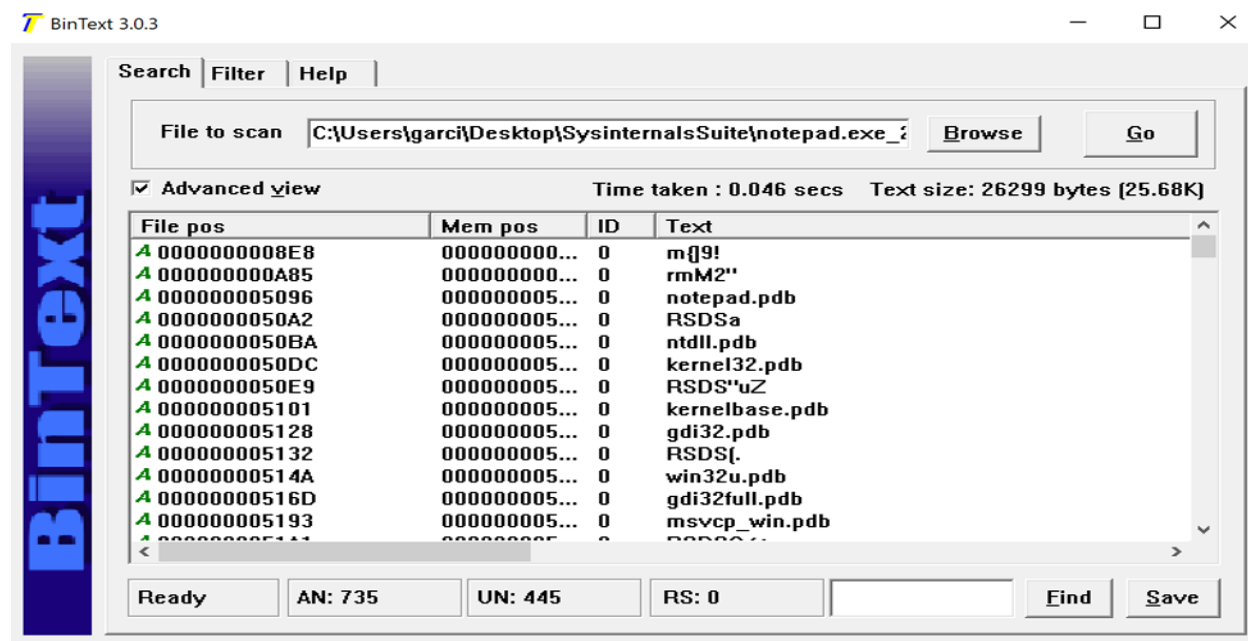 BinText 3.0.3
Search Filter Help
File to scan C:\Users\garci\Desktop\SysinternalsSuite\notepad.exe_ Browse Go
Advanced view Time taken : 0.046 secs Text size: 26299 bytes (25.68K)
File pos Mem pos ID Text
A 0000000008E8 000000000... 0 m{]9!
A 000000000A85 000000000... 0 rmM2"
A 000000005096 000000005... 0 notepad.pdb
A 0000000050A2 000000005... 0 RSDSa
A 0000000050BA 000000005... 0 ntdll.pdb
A 0000000050DC 000000005... 0 kernel32.pdb
A 0000000050E9 000000005... 0 RSDS"uZ
A 000000005101 000000005... 0 kernelbase.pdb
A 000000005128 000000005... 0 gdi32.pdb
A 000000005132 000000005... 0 RSDS(.
A 00000000514A 000000005... 0 win32u.pdb
A 00000000516D 000000005... 0 gdi32full.pdb
A 000000005193 000000005... 0 msvcp_win.pdb
Ready AN: 735 UN: 445 RS: 0 Find Save
BinText